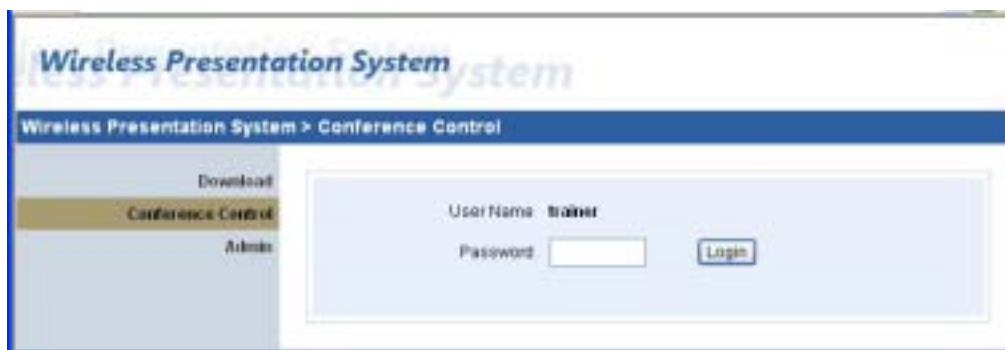 Wireless Presentation System
Wireless Presentation System > Conference Control
Download
Conference Control
Admin
User Name trainer
Password
Login